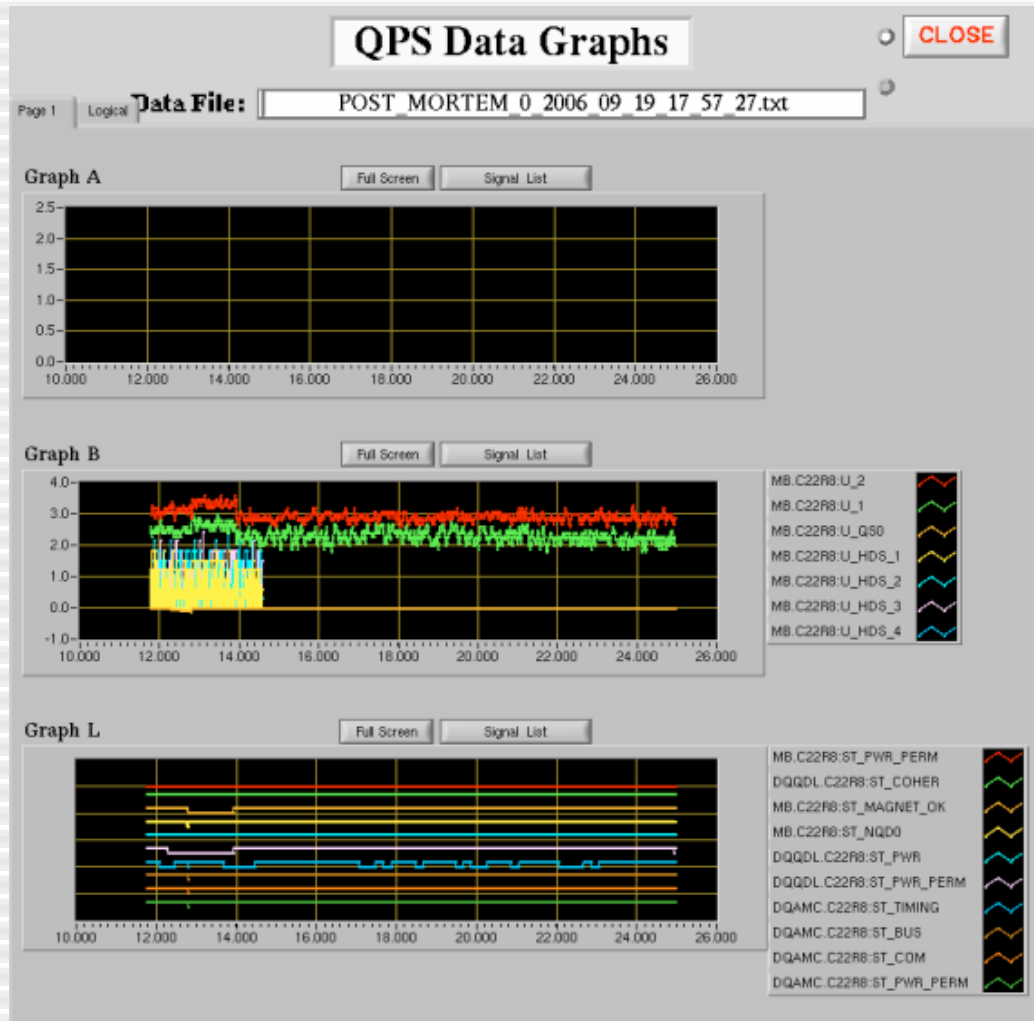 QPS Data Graphs
CLOSE
Page 1
Logical
Data File:
POST_MORTEM_0_2006_09_19_17_57_27.txt
Graph A
Full Screen
Signal List
2.5
2.0
1.5
1.0
0.5
0.0
10.000 12.000 14.000 16.000 18.000 20.000 22.000 24.000 26.000
Graph B
Full Screen
Signal List
4.0
3.0
2.0
1.0
0.0
-1.0
10.000 12.000 14.000 16.000 18.000 20.000 22.000 24.000 26.000
MB.C22R8:U_2
MB.C22R8:U_1
MB.C22R8:U_QS0
MB.C22R8:U_HDS_1
MB.C22R8:U_HDS_2
MB.C22R8:U_HDS_3
MB.C22R8:U_HDS_4
Graph L
Full Screen
Signal List
10.000 12.000 14.000 16.000 18.000 20.000 22.000 24.000 26.000
MB.C22R8:ST_PWR_PERM
DQQDL.C22R8:ST_COHER
MB.C22R8:ST_MAGNET_OK
MB.C22R8:ST_NQD0
DQQDL.C22R8:ST_PWR
DQQDL.C22R8:ST_PWR_PERM
DQAMC.C22R8:ST_TIMING
DQAMC.C22R8:ST_BUS
DQAMC.C22R8:ST_COM
DQAMC.C22R8:ST_PWR_PERM